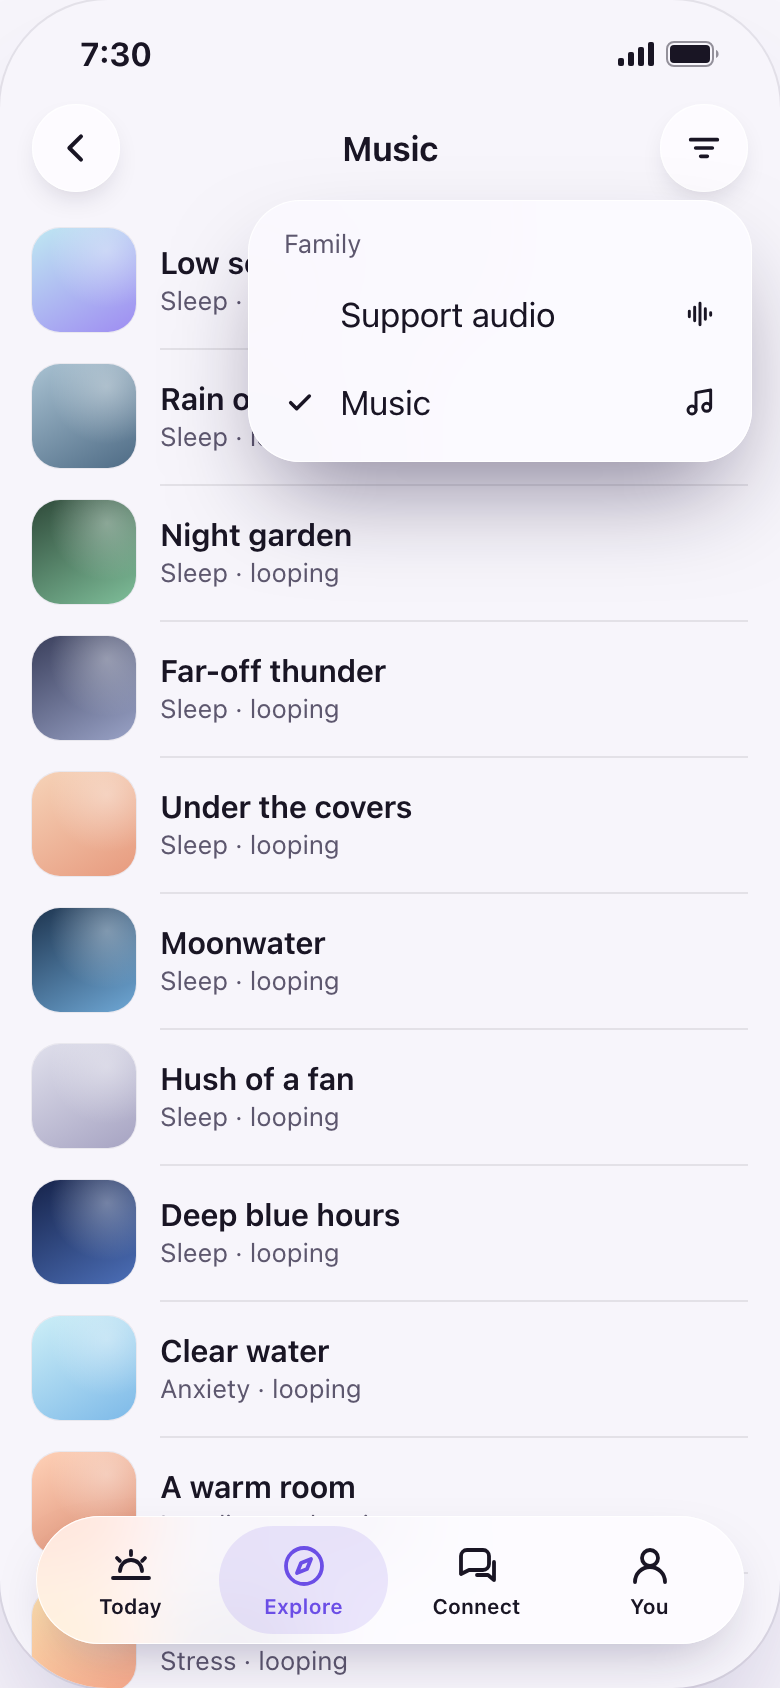 7:30
Music
Family
Support audio
Music
Low
Sleep ·
Rain
Sleep ·
Night garden
Sleep · looping
Far-off thunder
Sleep · looping
Under the covers
Sleep · looping
Moonwater
Sleep · looping
Hush of a fan
Sleep · looping
Deep blue hours
Sleep · looping
Clear water
Anxiety · looping
A warm room
Today
Explore
Connect
You
Stress · looping